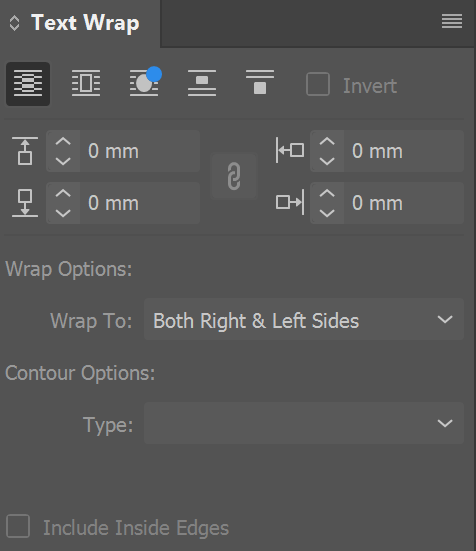 Text Wrap
Invert
0 mm 0 mm
0 mm 0 mm
Wrap Options:
Wrap To: Both Right & Left Sides
Contour Options:
Type:
Include Inside Edges